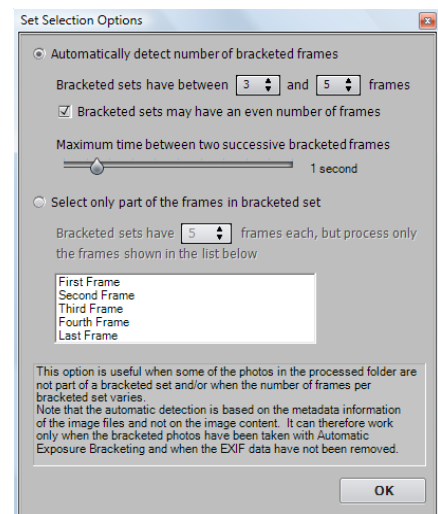 Set Selection Options
Automatically detect number of bracketed frames
Bracketed sets have between 3 and 5 frames
Bracketed sets may have an even number of frames
Maximum time between two successive bracketed frames
1 second
Select only part of the frames in bracketed set
Bracketed sets have 5 frames each, but process only
the frames shown in the list below
First Frame
Second Frame
Third Frame
Fourth Frame
Last Frame
This option is useful when some of the photos in the processed folder are
not part of a bracketed set and/or when the number of frames per
bracketed set varies.
Note that the automatic detection is based on the metadata information
of the image files and not on the image content. It can therefore work
only when the bracketed photos have been taken with Automatic
Exposure Bracketing and when the EXIF data have not been removed.
OK